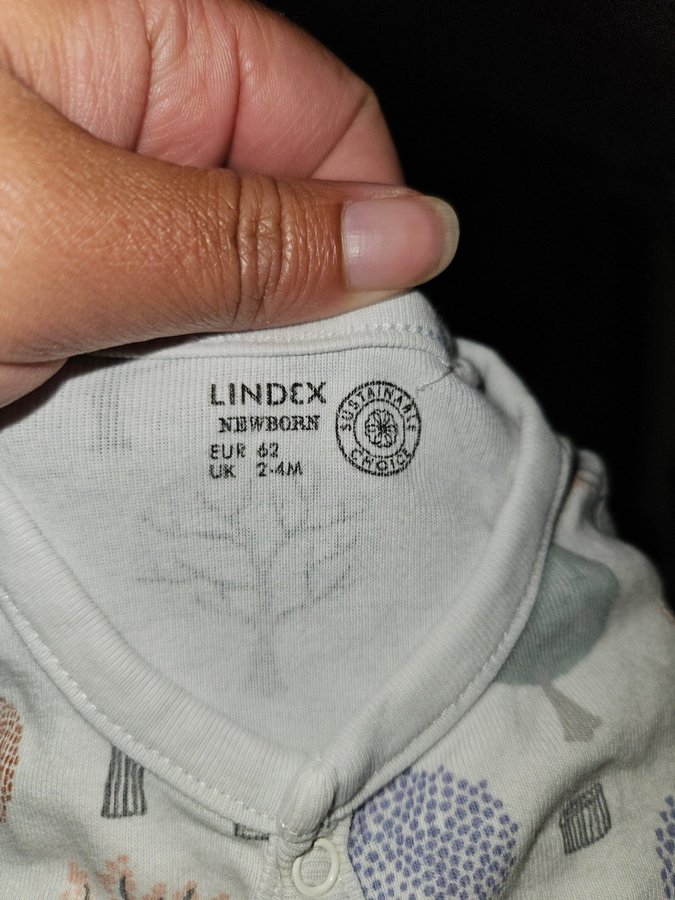 LINDEX
NEWBORN
EUR 62
UK 2-4M
SUSTAINABLE
CHOICE